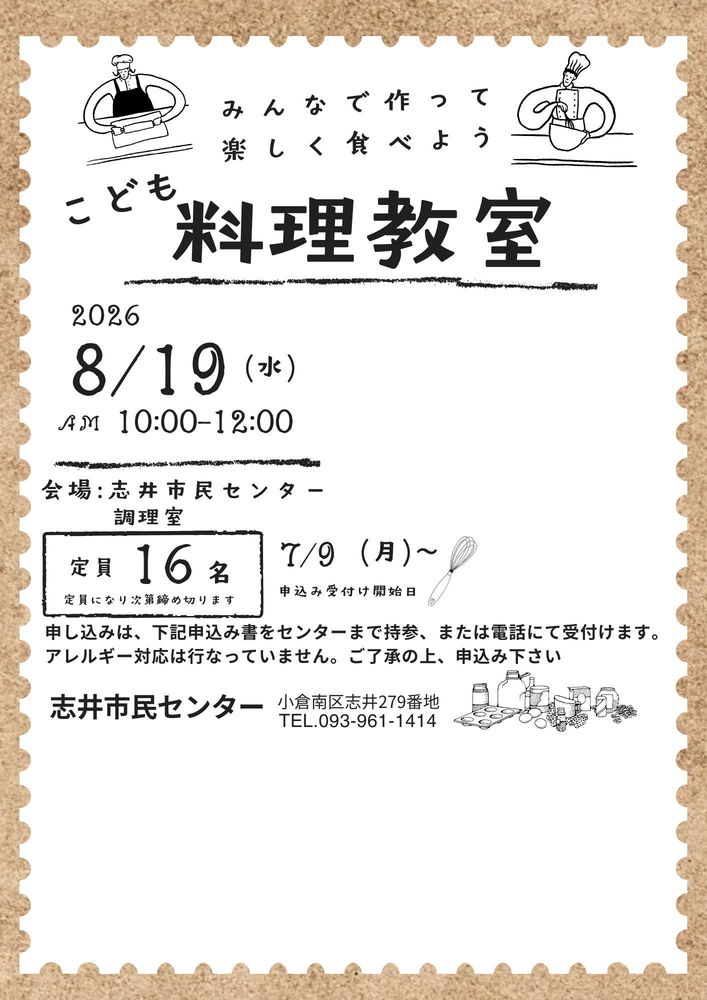 みんなで作って
楽しく食べよう
こども
料理教室
2026
8/19(水)
AM 10:00-12:00
会場:志井市民センター
調理室
定員 16 名
定員になり次第締め切ります
7/9 (月)～
申込み受付け開始日
申し込みは、下記申込み書をセンターまで持参、または電話にて受付けます。
アレルギー対応は行なっていません。ご了承の上、申込み下さい
志井市民センター
小倉南区志井279番地
TEL.093-961-1414